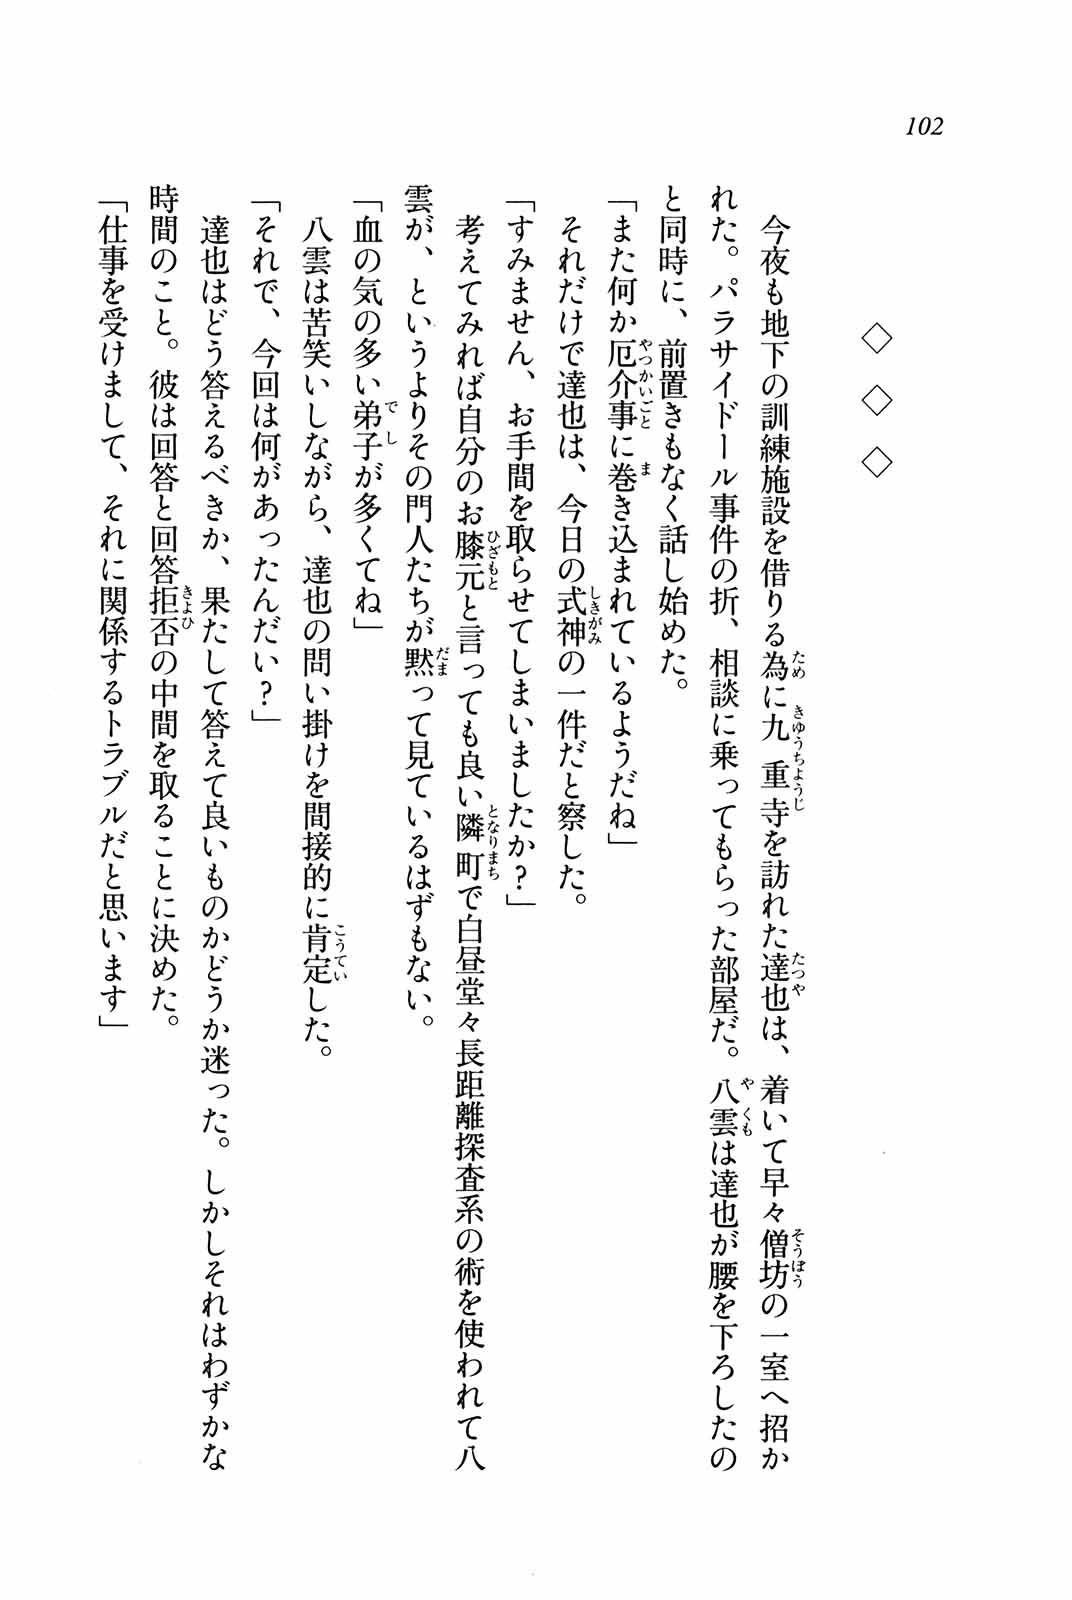 102
◇　◇　◇
　今夜も地下の訓練施設を借りる為に九重寺を訪れた達也は、着いて早々僧坊の一室へ招か
れた。パラサイドール事件の折、相談に乗ってもらった部屋だ。八雲は達也が腰を下ろしたの
と同時に、前置きもなく話し始めた。
「また何か厄介事に巻き込まれているようだね」
　それだけで達也は、今日の式神の一件だと察した。
「すみません、お手間を取らせてしまいましたか？」
　考えてみれば自分のお膝元と言っても良い隣町で白昼堂々長距離探査系の術を使われて八
雲が、というよりその門人たちが黙って見ているはずもない。
「血の気の多い弟子が多くてね」
　八雲は苦笑いしながら、達也の問い掛けを間接的に肯定した。
「それで、今回は何があったんだい？」
　達也はどう答えるべきか、果たして答えて良いものかどうか迷った。しかしそれはわずかな
時間のこと。彼は回答と回答拒否の中間を取ることに決めた。
「仕事を受けまして、それに関係するトラブルだと思います」